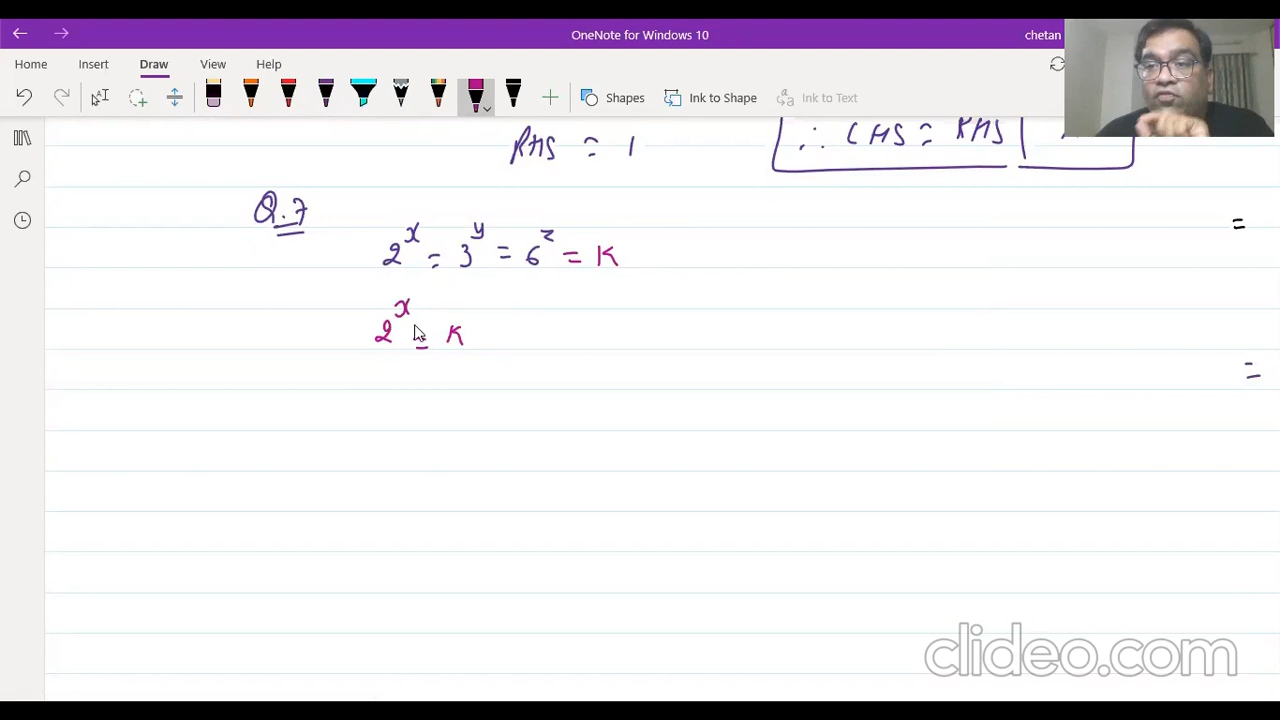 OneNote for Windows 10
chetan
Home Insert Draw View Help
Shapes Ink to Shape Ink to Text
RHS = 1
∴ LHS = RHS
Q.7
2^x = 3^y = 6^z = K
=
2^x = K
=
clideo.com